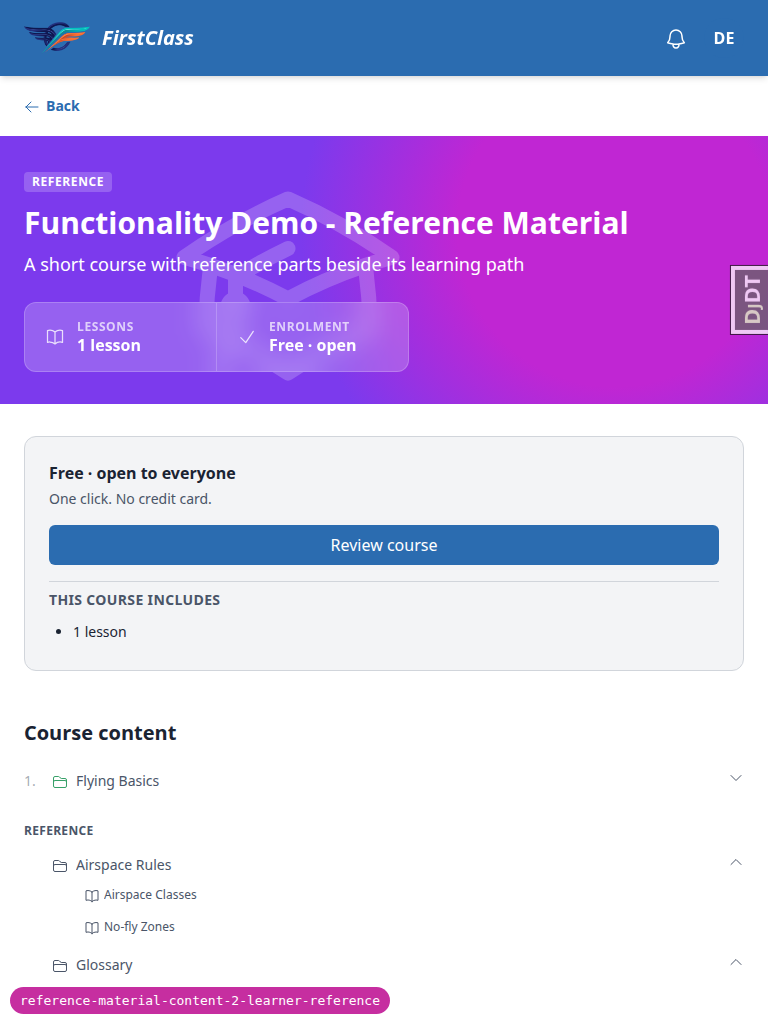 FirstClass
DE
Back
REFERENCE
Functionality Demo - Reference Material
A short course with reference parts beside its learning path
DjDT
LESSONS
1 lesson
ENROLMENT
Free · open
Free · open to everyone
One click. No credit card.
Review course
THIS COURSE INCLUDES
• 1 lesson
Course content
1. Flying Basics
REFERENCE
Airspace Rules
Airspace Classes
No-fly Zones
Glossary
reference-material-content-2-learner-reference